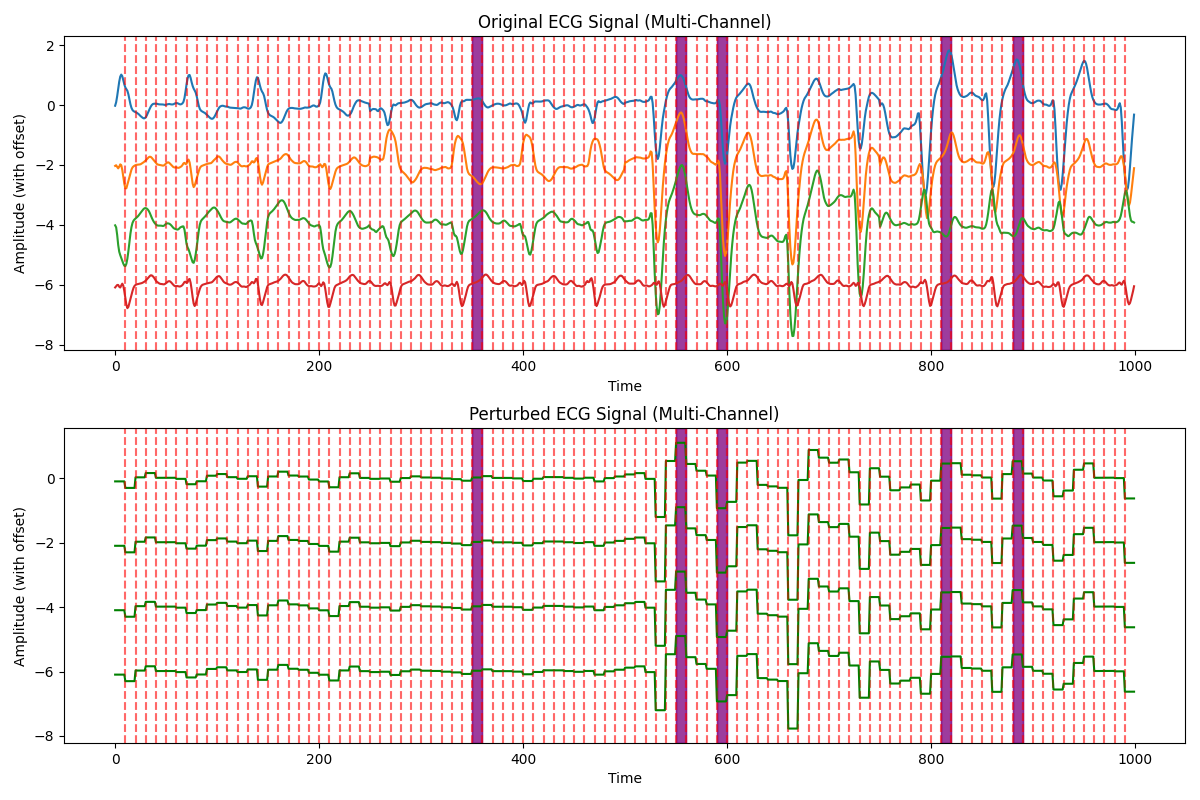 Original ECG Signal (Multi-Channel)
2
0
−2
−4
−6
−8
Amplitude (with offset)
0 200 400 600 800 1000
Time
Perturbed ECG Signal (Multi-Channel)
0
−2
−4
−6
−8
Amplitude (with offset)
0 200 400 600 800 1000
Time